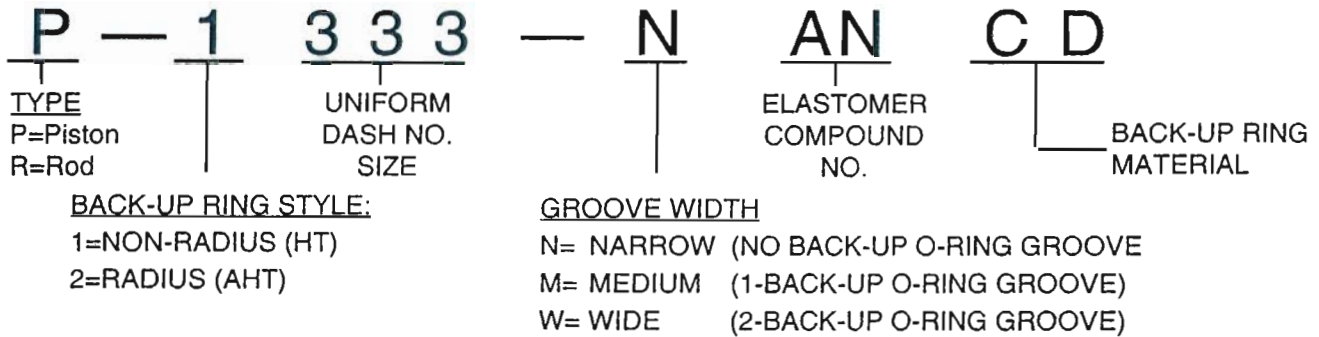 P — 1 3 3 3 — N AN C D
TYPE
P=Piston
R=Rod
UNIFORM
DASH NO.
SIZE
ELASTOMER
COMPOUND
NO.
BACK-UP RING
MATERIAL
BACK-UP RING STYLE:
1=NON-RADIUS (HT)
2=RADIUS (AHT)
GROOVE WIDTH
N= NARROW (NO BACK-UP O-RING GROOVE
M= MEDIUM (1-BACK-UP O-RING GROOVE)
W= WIDE (2-BACK-UP O-RING GROOVE)